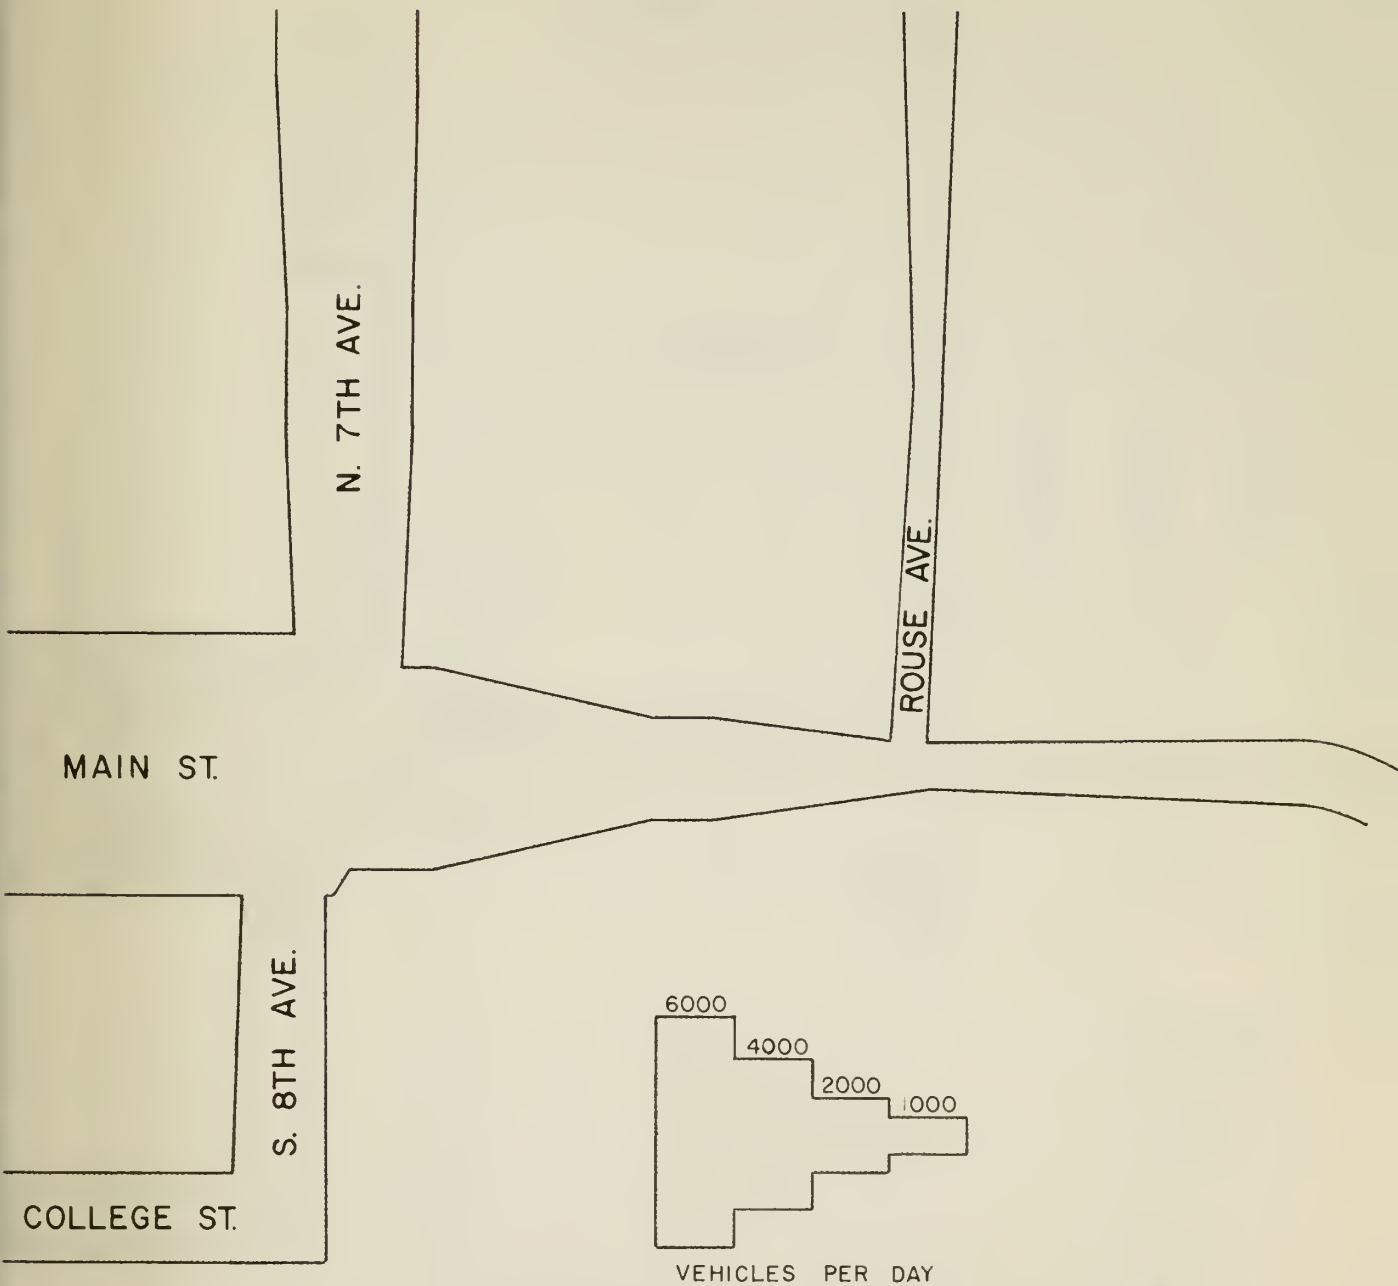 N. 7TH AVE.
ROUSE AVE.
MAIN ST.
S. 8TH AVE.
COLLEGE ST.
6000
4000
2000
1000
VEHICLES PER DAY